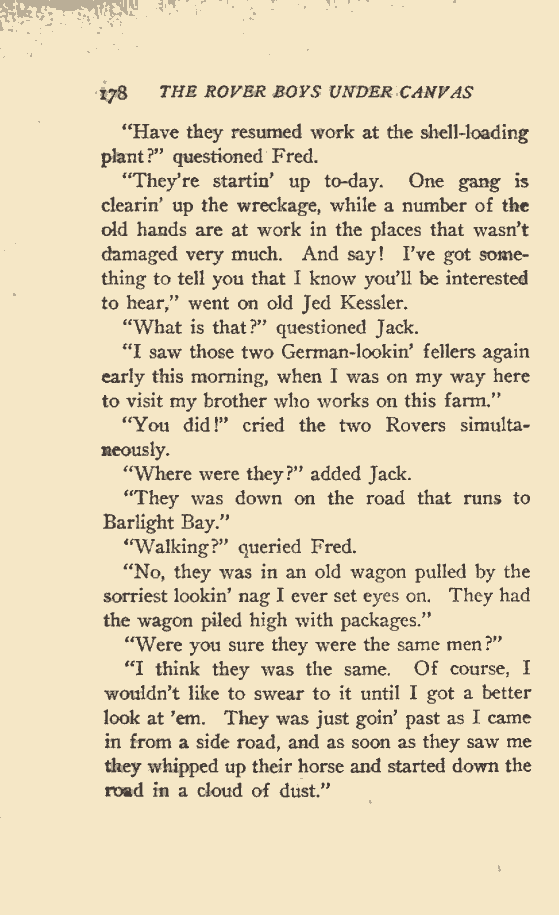 178 THE ROVER BOYS UNDER CANVAS
"Have they resumed work at the shell-loading
plant?" questioned Fred.
"They're startin' up to-day. One gang is
clearin' up the wreckage, while a number of the
old hands are at work in the places that wasn't
damaged very much. And say! I've got some-
thing to tell you that I know you'll be interested
to hear," went on old Jed Kessler.
"What is that?" questioned Jack.
"I saw those two German-lookin' fellers again
early this morning, when I was on my way here
to visit my brother who works on this farm."
"You did!" cried the two Rovers simulta-
neously.
"Where were they?" added Jack.
"They was down on the road that runs to
Barlight Bay."
"Walking?" queried Fred.
"No, they was in an old wagon pulled by the
sorriest lookin' nag I ever set eyes on. They had
the wagon piled high with packages."
"Were you sure they were the same men?"
"I think they was the same. Of course, I
wouldn't like to swear to it until I got a better
look at 'em. They was just goin' past as I came
in from a side road, and as soon as they saw me
they whipped up their horse and started down the
road in a cloud of dust."